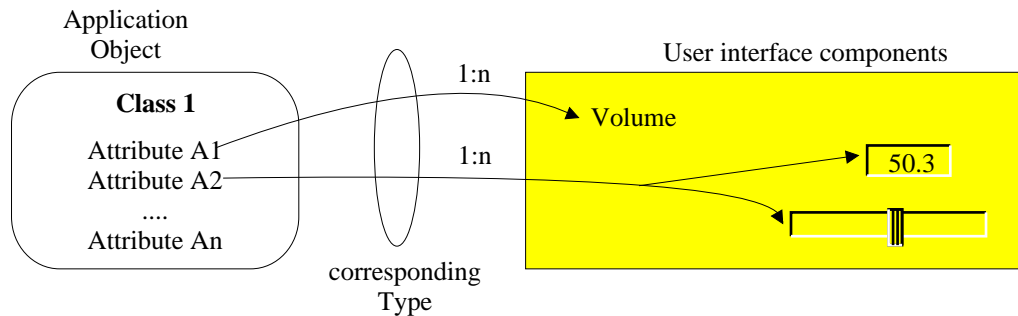 Application
Object
Class 1
Attribute A1
Attribute A2
....
Attribute An
1:n
1:n
corresponding
Type
User interface components
Volume
50.3